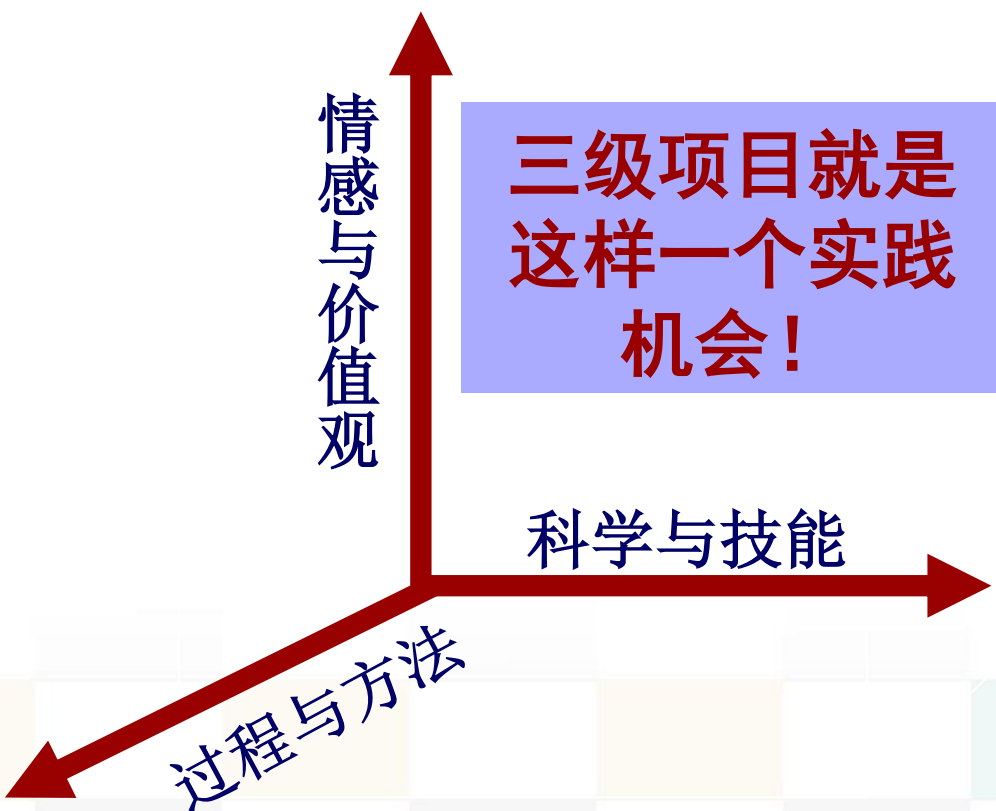 情感与价值观
三级项目就是
这样一个实践
机会！
科学与技能
过程与方法